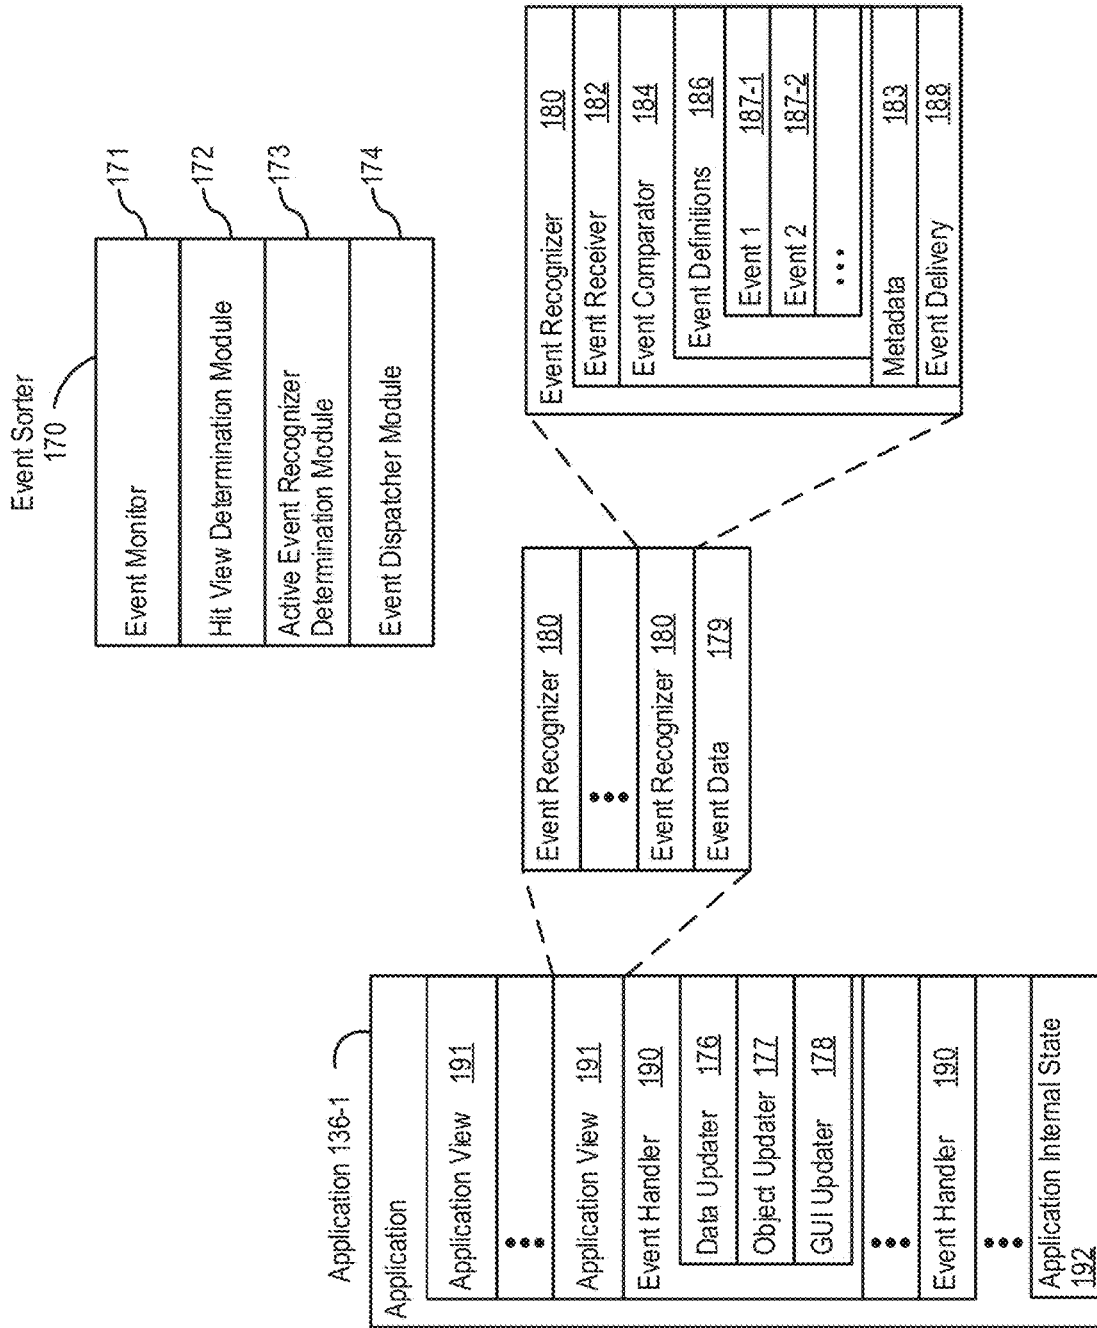 Event Sorter
170
Event Monitor
171
Hit View Determination Module
172
Active Event Recognizer
Determination Module
173
Event Dispatcher Module
174
Application 136-1
Application
Application View 191
•••
Application View 191
Event Handler 190
Data Updater 176
Object Updater 177
GUI Updater 178
•••
Event Handler 190
•••
Application Internal State
192
Event Recognizer 180
•••
Event Recognizer 180
Event Data 179
Event Recognizer 180
Event Receiver 182
Event Comparator 184
Event Definitions 186
Event 1 187-1
Event 2 187-2
•••
Metadada 183
Event Delivery 188